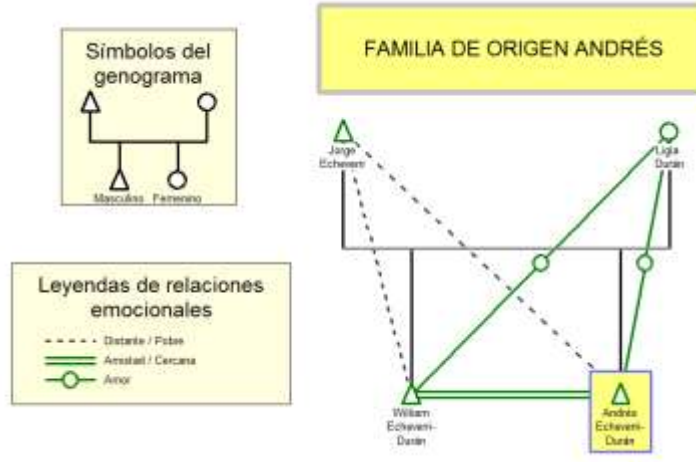 Símbolos del
genograma
Masculino Femenino
FAMILIA DE ORIGEN ANDRÉS
Jorge
Echeverri
Ligia
Durán
Leyendas de relaciones
emocionales
Distante / Pobre
Amistad / Cercana
Amor
William
Echeverri-
Durán
Andrés
Echeverri-
Durán